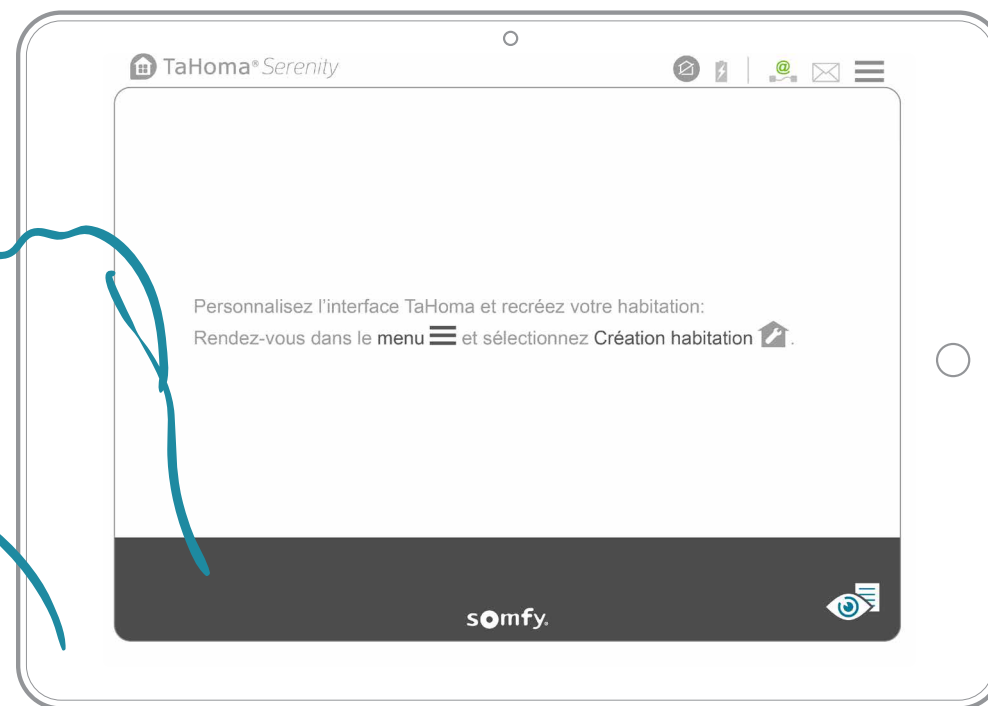 TaHoma® Serenity
@
Personnalisez l'interface TaHoma et recréez votre habitation:
Rendez-vous dans le menu et sélectionnez Création habitation .
somfy.